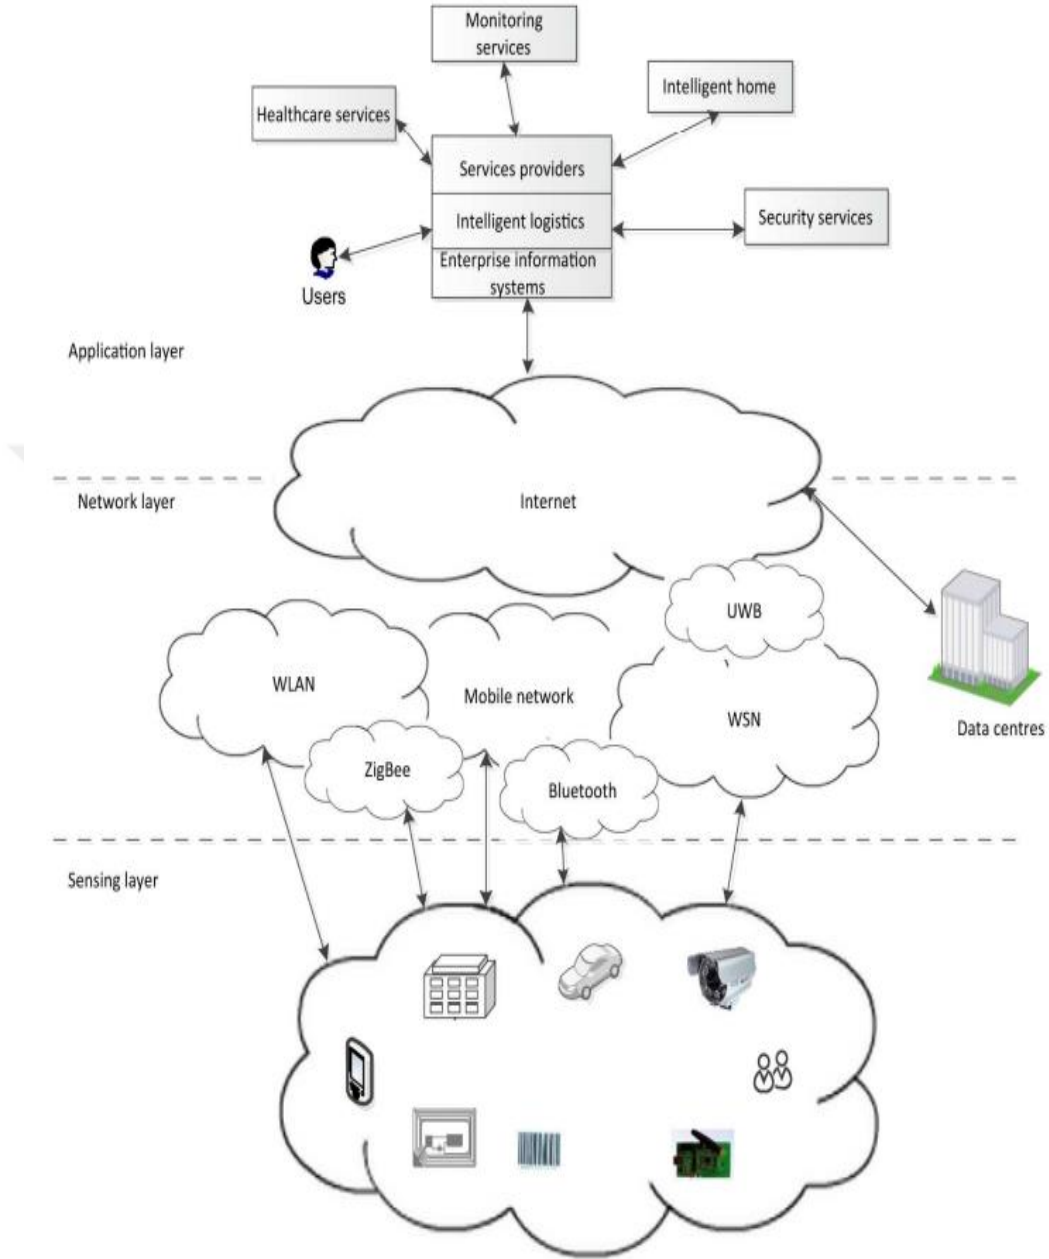 Monitoring
services
Intelligent home
Healthcare services
Services providers
Intelligent logistics
Security services
Enterprise information
systems
Users
Application layer
Network layer
Internet
UWB
WLAN
Mobile network
WSN
Data centres
ZigBee
Bluetooth
Sensing layer